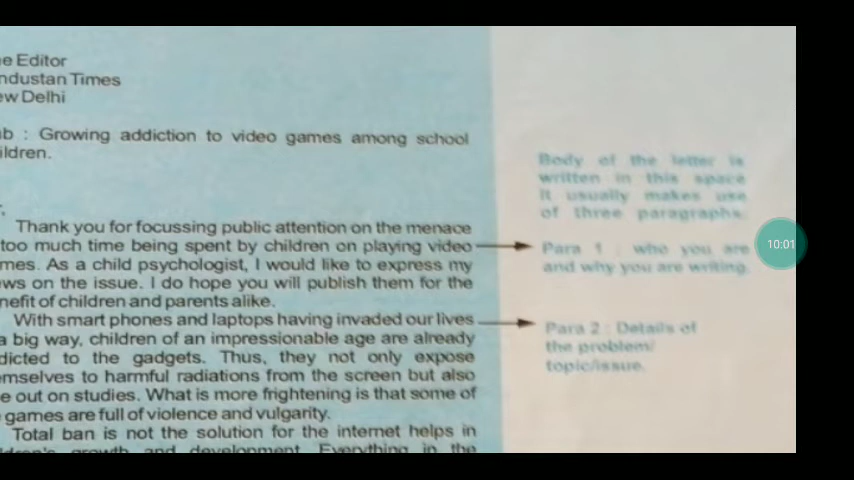 e Editor
ndustan Times
ew Delhi
b : Growing addiction to video games among school
ildren.
Thank you for focussing public attention on the menace
too much time being spent by children on playing video
mes. As a child psychologist, I would like to express my
ws on the issue. I do hope you will publish them for the
nefit of children and parents alike.
With smart phones and laptops having invaded our lives
a big way, children of an impressionable age are already
dicted to the gadgets. Thus, they not only expose
emselves to harmful radiations from the screen but also
e out on studies. What is more frightening is that some of
games are full of violence and vulgarity.
Total ban is not the solution for the internet helps in
growth and development. Everything in the
Body of the letter is
written in this space
It usually makes use
of three paragraphs.
Para 1 : who you are
and why you are writing.
Para 2 : Details of
the problem/
topic/issue.
10:01